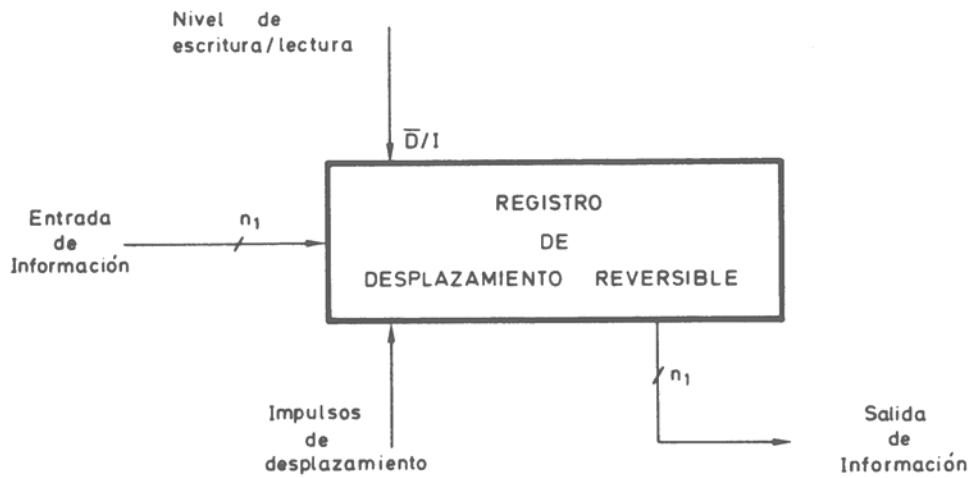 Nivel de
escritura/lectura
D̅/I
REGISTRO
DE
DESPLAZAMIENTO REVERSIBLE
Entrada
de
Información
n₁
n₁
Impulsos
de
desplazamiento
Salida
de
Información